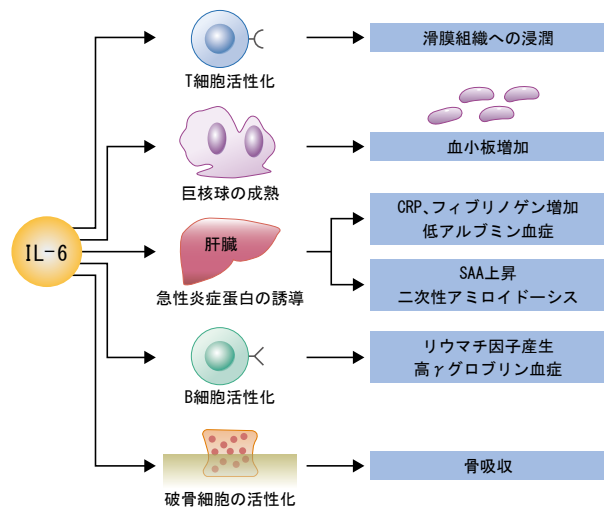 T細胞活性化
滑膜組織への浸潤
巨核球の成熟
血小板増加
IL-6
肝臓
急性炎症蛋白の誘導
CRP、フィブリノゲン増加
低アルブミン血症
SAA上昇
二次性アミロイドーシス
B細胞活性化
リウマチ因子産生
高γグロブリン血症
破骨細胞の活性化
骨吸収